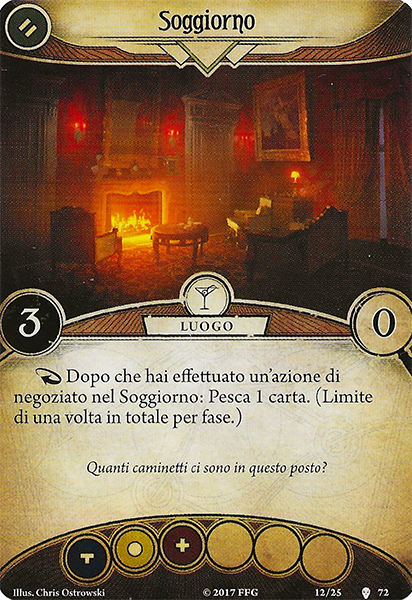 Soggiorno
3
LUOGO
0
Dopo che hai effettuato un'azione di
negoziato nel Soggiorno: Pesca 1 carta. (Limite
di una volta in totale per fase.)
Quanti caminetti ci sono in questo posto?
Illus. Chris Ostrowski
© 2017 FFG
12/25
72